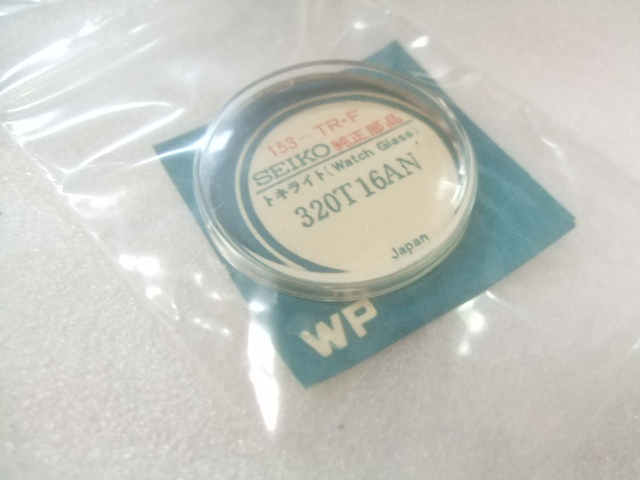 153-TR-F
SEIKO 純正部品
トキライト(Watch Glass)
320T16AN
Japan
WP